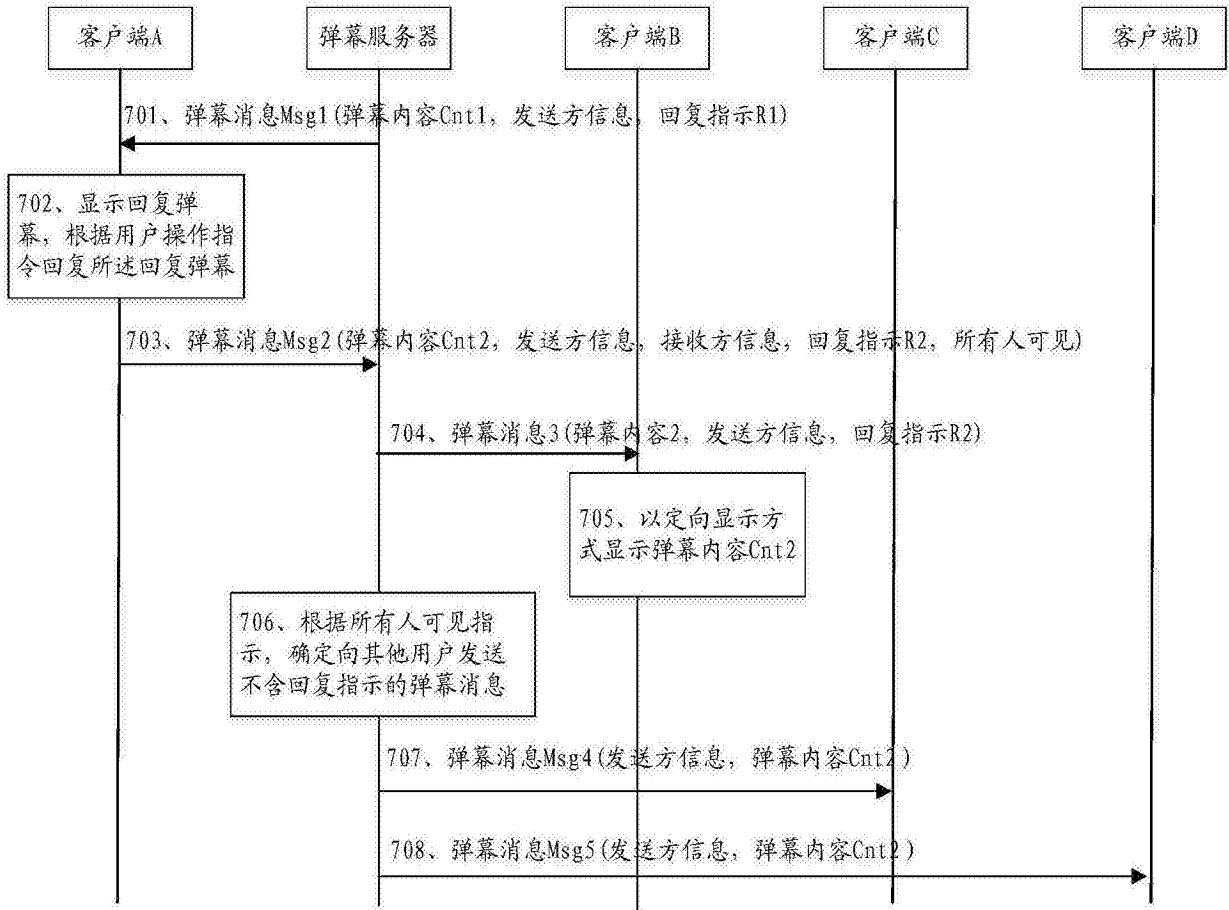 客户端A
弹幕服务器
客户端B
客户端C
客户端D
701、弹幕消息Msg1(弹幕内容Cnt1，发送方信息，回复指示R1)
702、显示回复弹
幕，根据用户操作指
令回复所述回复弹幕
703、弹幕消息Msg2(弹幕内容Cnt2，发送方信息，接收方信息，回复指示R2，所有人可见)
704、弹幕消息3(弹幕内容2，发送方信息，回复指示R2)
705、以定向显示方
式显示弹幕内容Cnt2
706、根据所有人可见指
示，确定向其他用户发送
不含回复指示的弹幕消息
707、弹幕消息Msg4(发送方信息，弹幕内容Cnt2)
708、弹幕消息Msg5(发送方信息，弹幕内容Cnt2)